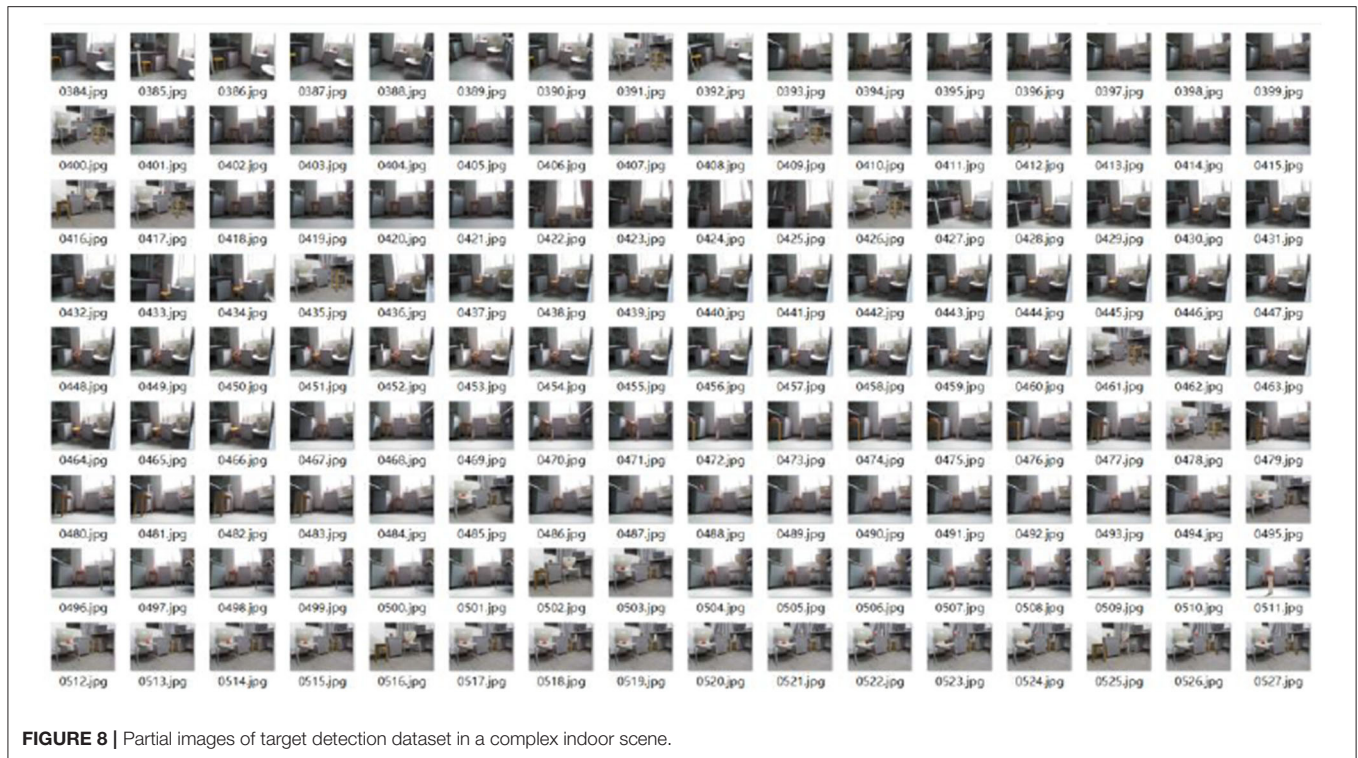 0384.jpg 0385.jpg 0386.jpg 0387.jpg 0388.jpg 0389.jpg 0390.jpg 0391.jpg 0392.jpg 0393.jpg 0394.jpg 0395.jpg 0396.jpg 0397.jpg 0398.jpg 0399.jpg
0400.jpg 0401.jpg 0402.jpg 0403.jpg 0404.jpg 0405.jpg 0406.jpg 0407.jpg 0408.jpg 0409.jpg 0410.jpg 0411.jpg 0412.jpg 0413.jpg 0414.jpg 0415.jpg
0416.jpg 0417.jpg 0418.jpg 0419.jpg 0420.jpg 0421.jpg 0422.jpg 0423.jpg 0424.jpg 0425.jpg 0426.jpg 0427.jpg 0428.jpg 0429.jpg 0430.jpg 0431.jpg
0432.jpg 0433.jpg 0434.jpg 0435.jpg 0436.jpg 0437.jpg 0438.jpg 0439.jpg 0440.jpg 0441.jpg 0442.jpg 0443.jpg 0444.jpg 0445.jpg 0446.jpg 0447.jpg
0448.jpg 0449.jpg 0450.jpg 0451.jpg 0452.jpg 0453.jpg 0454.jpg 0455.jpg 0456.jpg 0457.jpg 0458.jpg 0459.jpg 0460.jpg 0461.jpg 0462.jpg 0463.jpg
0464.jpg 0465.jpg 0466.jpg 0467.jpg 0468.jpg 0469.jpg 0470.jpg 0471.jpg 0472.jpg 0473.jpg 0474.jpg 0475.jpg 0476.jpg 0477.jpg 0478.jpg 0479.jpg
0480.jpg 0481.jpg 0482.jpg 0483.jpg 0484.jpg 0485.jpg 0486.jpg 0487.jpg 0488.jpg 0489.jpg 0490.jpg 0491.jpg 0492.jpg 0493.jpg 0494.jpg 0495.jpg
0496.jpg 0497.jpg 0498.jpg 0499.jpg 0500.jpg 0501.jpg 0502.jpg 0503.jpg 0504.jpg 0505.jpg 0506.jpg 0507.jpg 0508.jpg 0509.jpg 0510.jpg 0511.jpg
0512.jpg 0513.jpg 0514.jpg 0515.jpg 0516.jpg 0517.jpg 0518.jpg 0519.jpg 0520.jpg 0521.jpg 0522.jpg 0523.jpg 0524.jpg 0525.jpg 0526.jpg 0527.jpg
FIGURE 8 | Partial images of target detection dataset in a complex indoor scene.